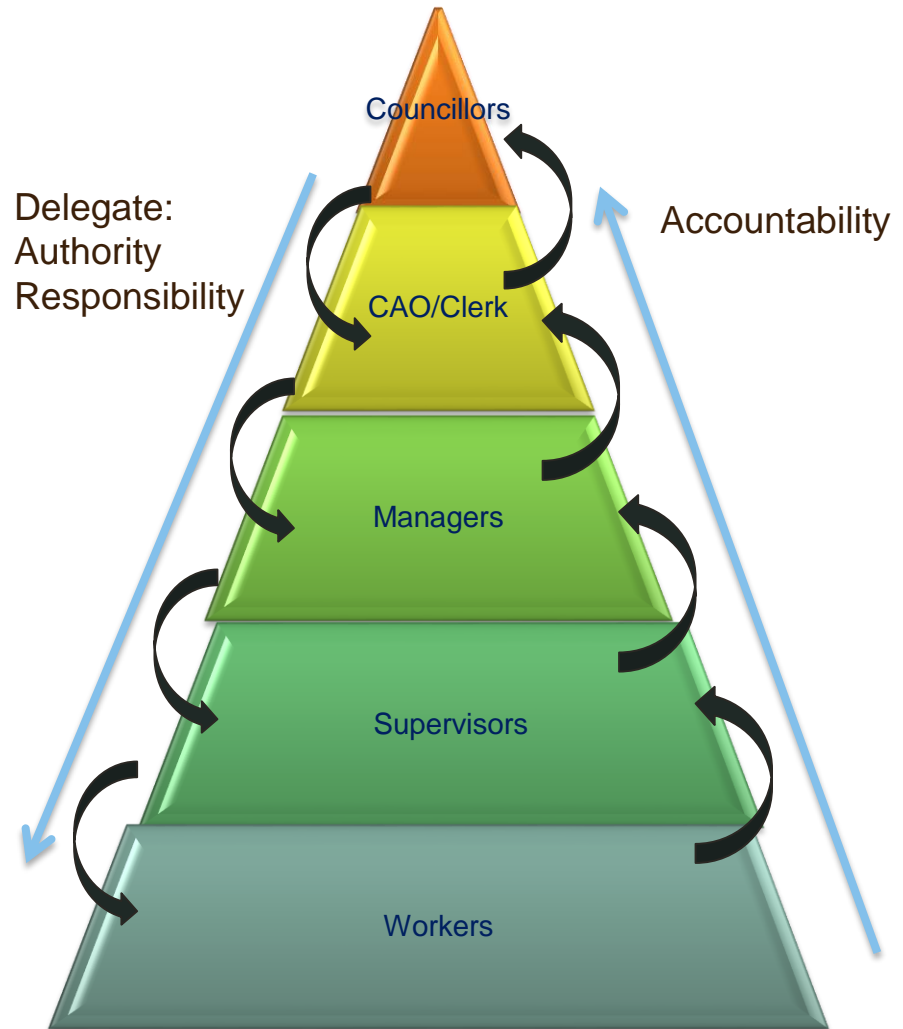 Councillors
Delegate:
Authority
Responsibility
Accountability
CAO/Clerk
Managers
Supervisors
Workers